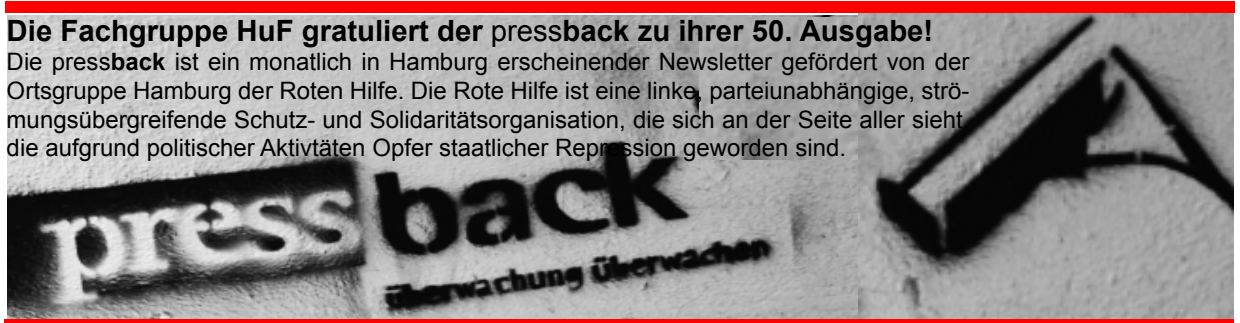 Die Fachgruppe HuF gratuliert der pressback zu ihrer 50. Ausgabe!
Die pressback ist ein monatlich in Hamburg erscheinender Newsletter gefördert von der
Ortsgruppe Hamburg der Roten Hilfe. Die Rote Hilfe ist eine linke, parteiunabhängige, strö-
mungsübergreifende Schutz- und Solidaritätsorganisation, die sich an der Seite aller sieht
die aufgrund politischer Aktivtäten Opfer staatlicher Repression geworden sind.
press back
überwachung überwachen